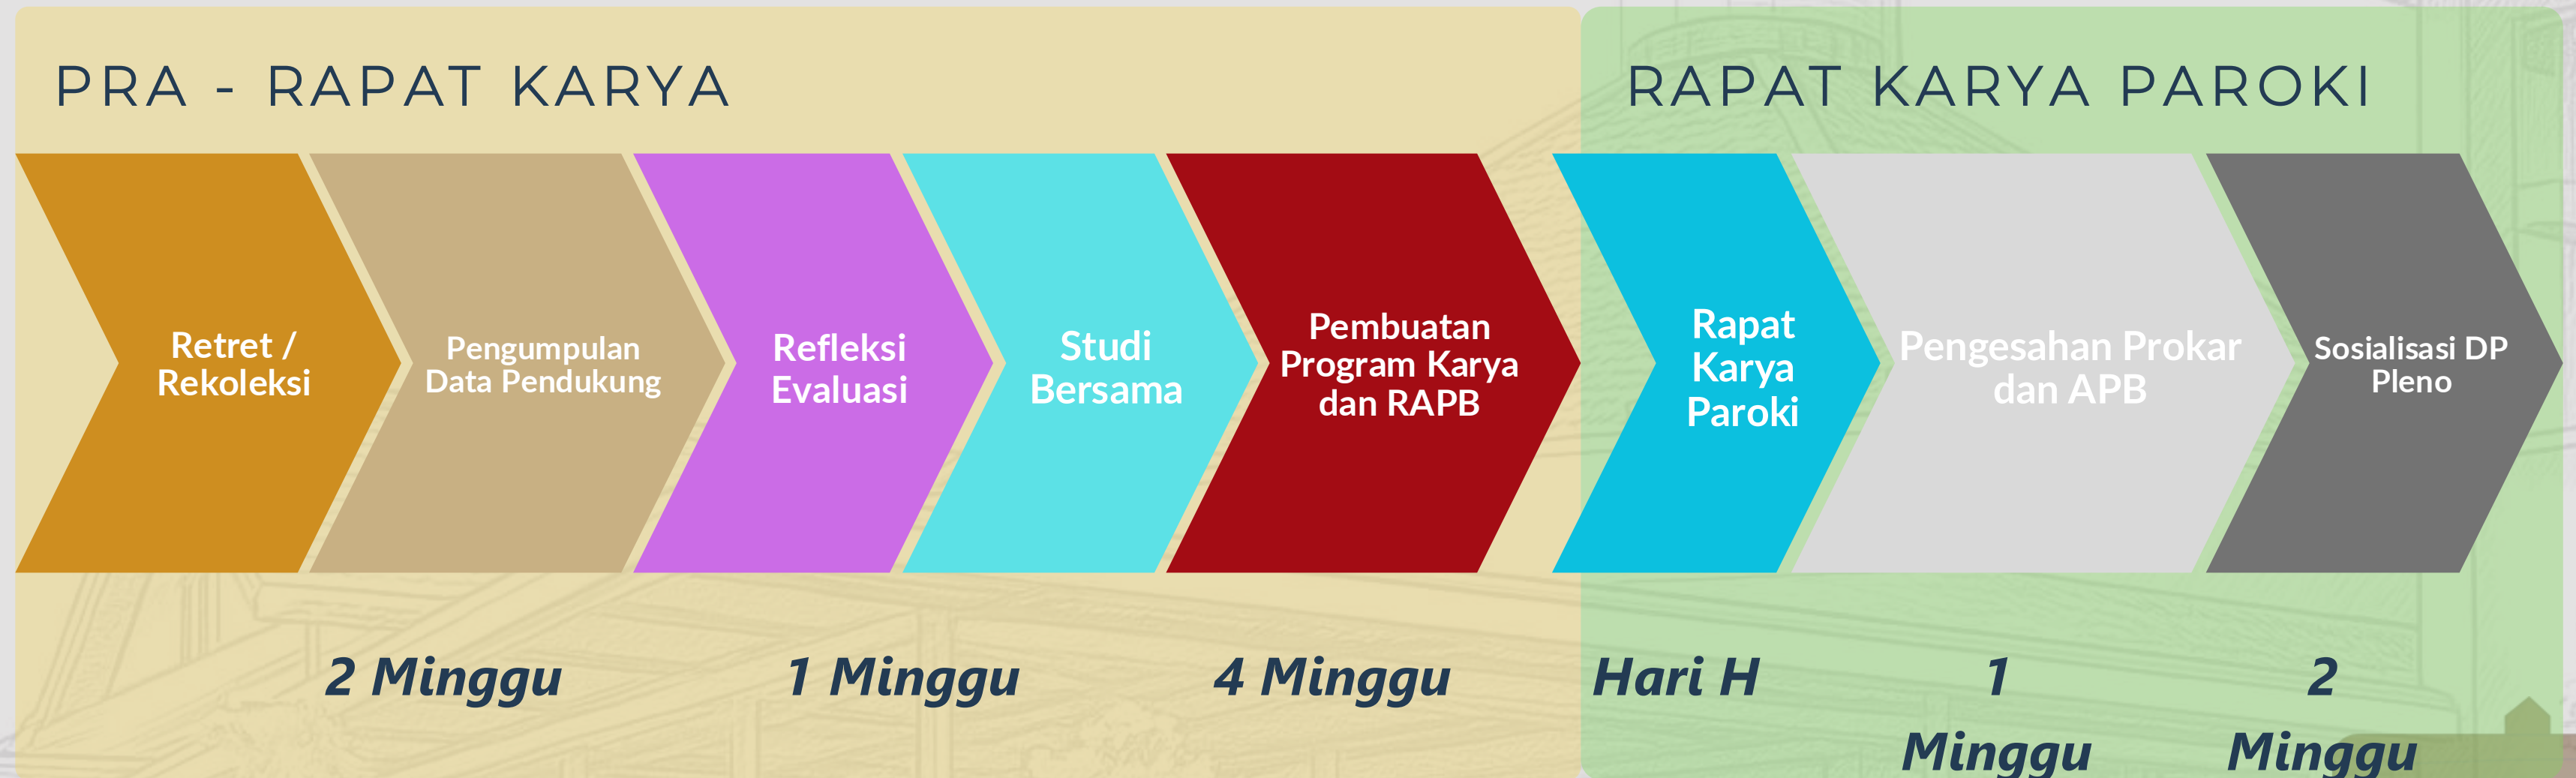 PRA - RAPAT KARYA
RAPAT KARYA PAROKI
Retret /
Rekoleksi
Pengumpulan
Data Pendukung
Refleksi
Evaluasi
Studi
Bersama
Pembuatan
Program Karya
dan RAPB
Rapat
Karya
Paroki
Pengesahan Prokar
dan APB
Sosialisasi DP
Pleno
2 Minggu
1 Minggu
4 Minggu
Hari H
1
Minggu
2
Minggu